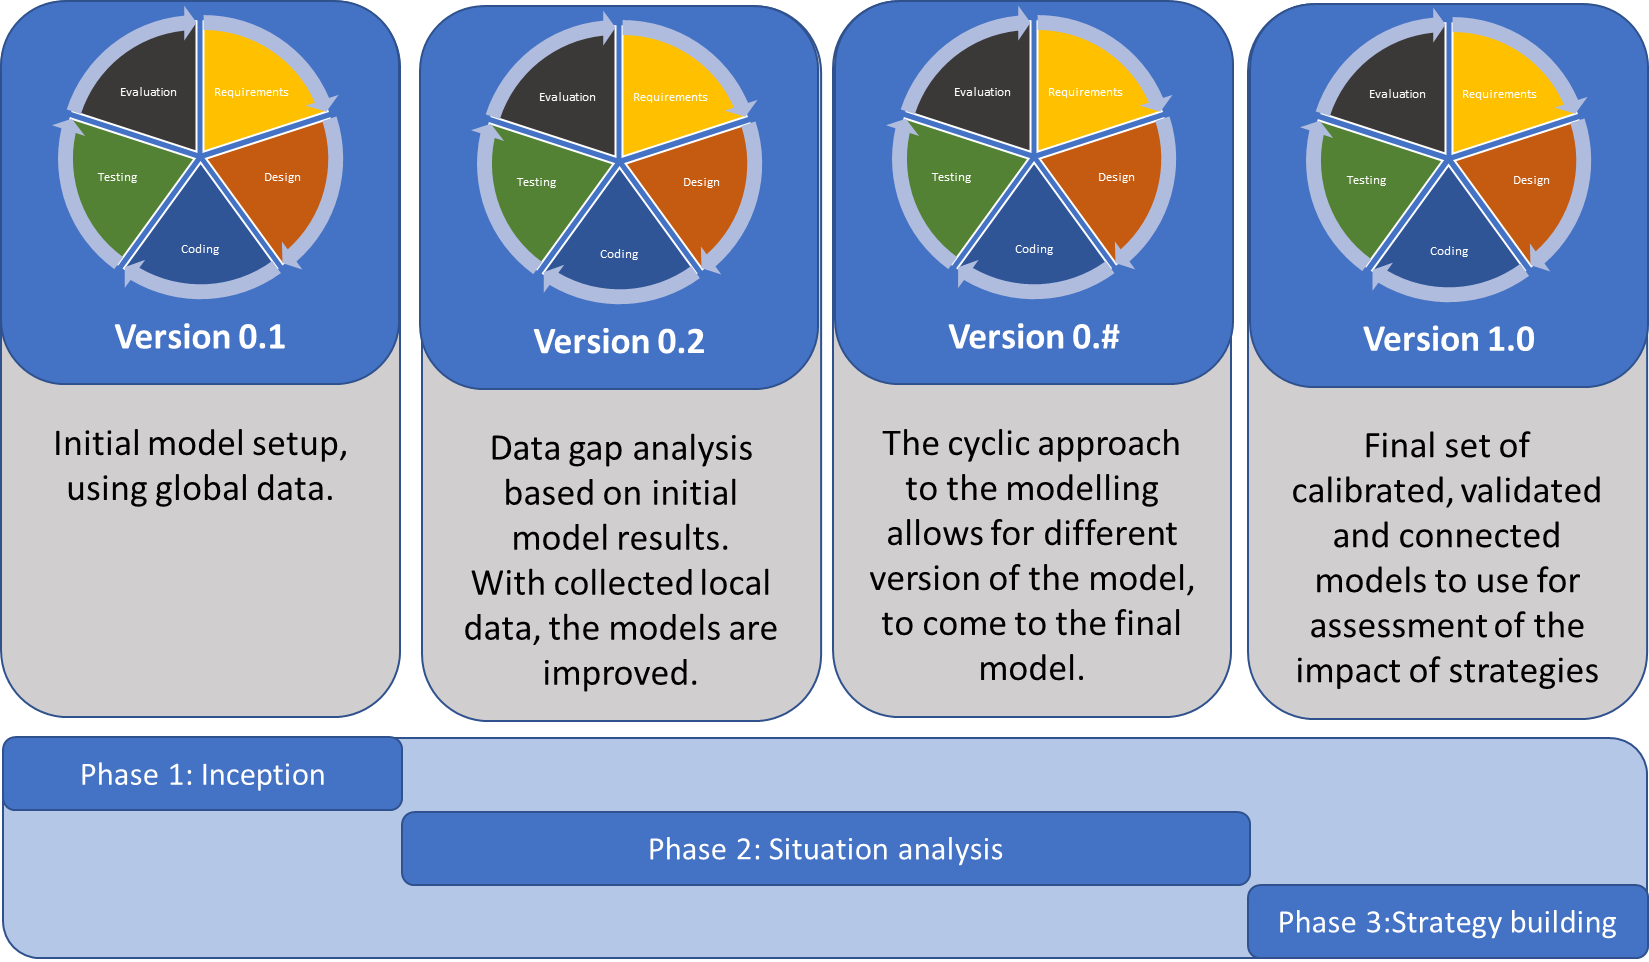 Evaluation
Requirements
Testing
Design
Coding
Version 0.1
Initial model setup,
using global data.
Evaluation
Requirements
Testing
Design
Coding
Version 0.2
Data gap analysis
based on initial
model results.
With collected local
data, the models are
improved.
Evaluation
Requirements
Testing
Design
Coding
Version 0.#
The cyclic approach
to the modelling
allows for different
version of the model,
to come to the final
model.
Evaluation
Requirements
Testing
Design
Coding
Version 1.0
Final set of
calibrated, validated
and connected
models to use for
assessment of the
impact of strategies
Phase 1: Inception
Phase 2: Situation analysis
Phase 3:Strategy building